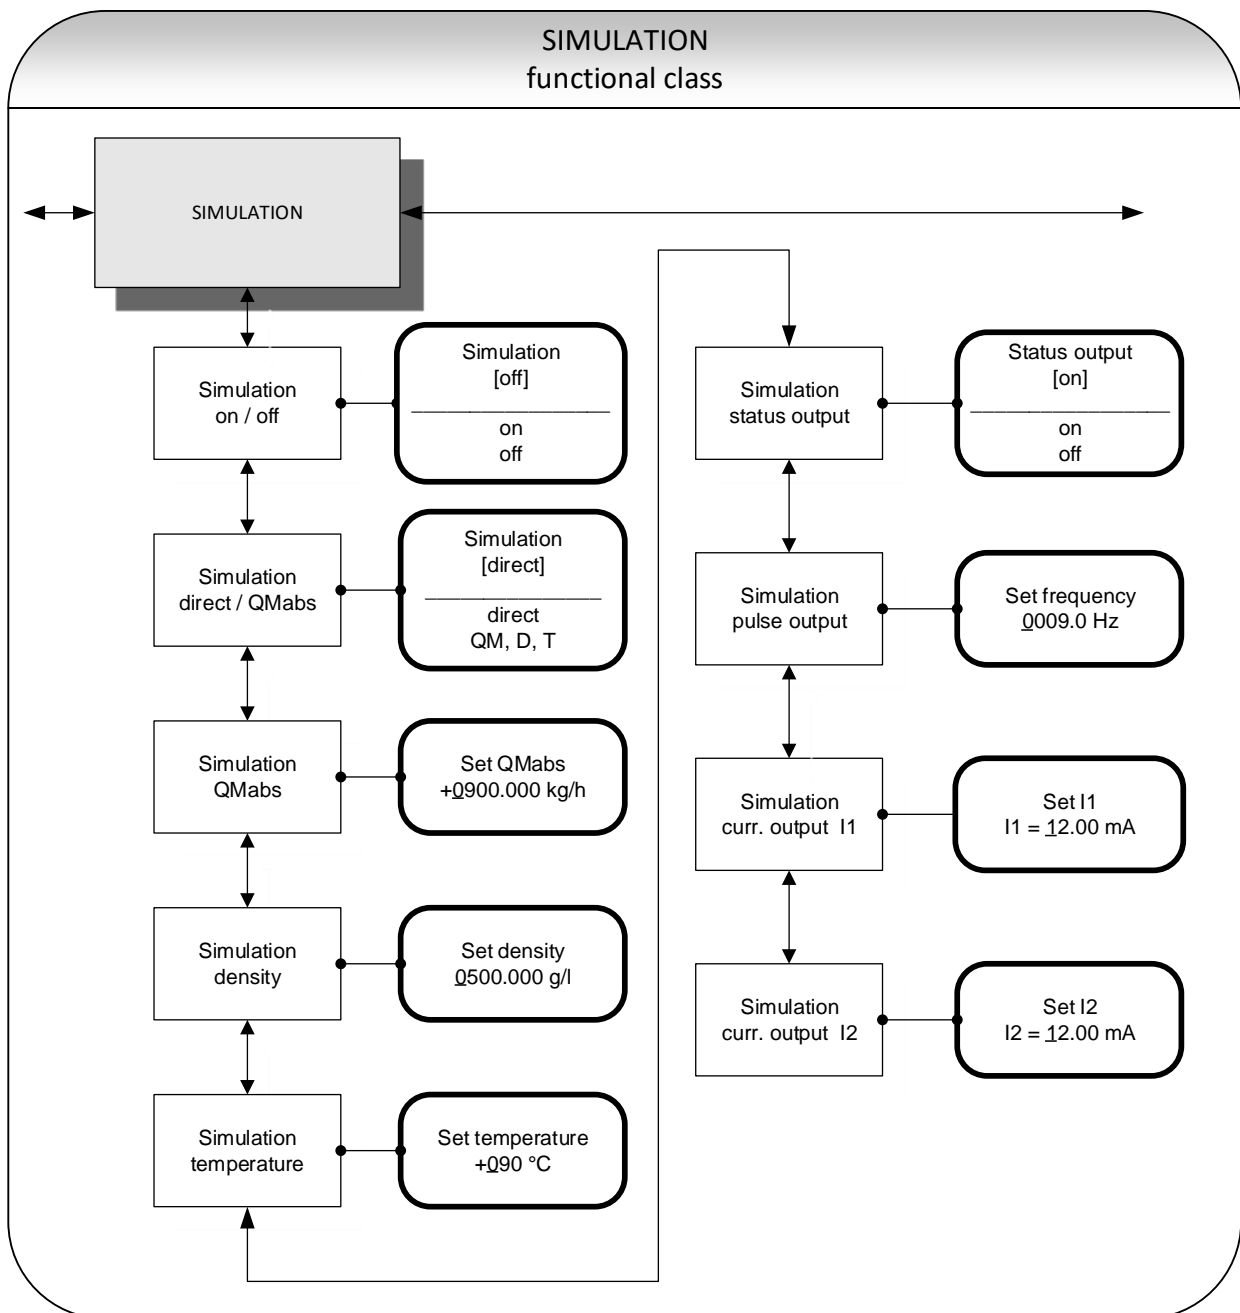 SIMULATION
functional class
SIMULATION
Simulation
on / off
Simulation
[off]
on
off
Simulation
direct / QMabs
Simulation
[direct]
direct
QM, D, T
Simulation
QMabs
Set QMabs
+0900.000 kg/h
Simulation
density
Set density
0500.000 g/l
Simulation
temperature
Set temperature
+090 °C
Simulation
status output
Status output
[on]
on
off
Simulation
pulse output
Set frequency
0009.0 Hz
Simulation
curr. output I1
Set I1
I1 = 12.00 mA
Simulation
curr. output I2
Set I2
I2 = 12.00 mA